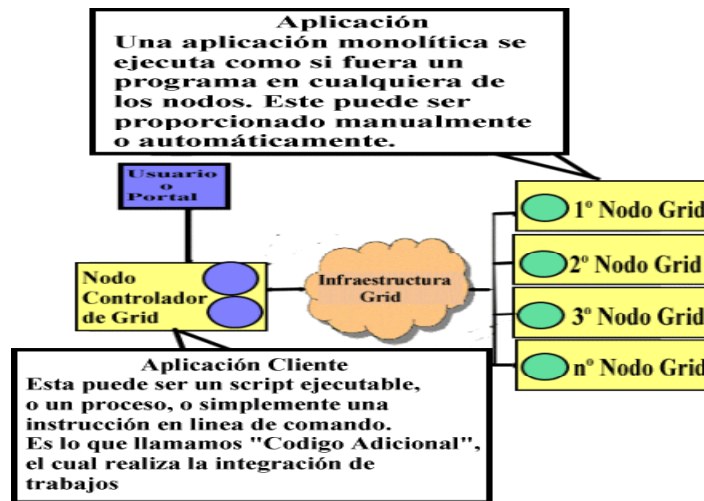 Aplicación
Una aplicación monolítica se
ejecuta como si fuera un
programa en cualquiera de
los nodos. Este puede ser
proporcionado manualmente
o automáticamente.
Usuario
o
Portal
Nodo
Controlador
de Grid
Infraestructura
Grid
1º Nodo Grid
2º Nodo Grid
3º Nodo Grid
nº Nodo Grid
Aplicación Cliente
Esta puede ser un script ejecutable,
o un proceso, o simplemente una
instrucción en linea de comando.
Es lo que llamamos "Codigo Adicional",
el cual realiza la integración de
trabajos